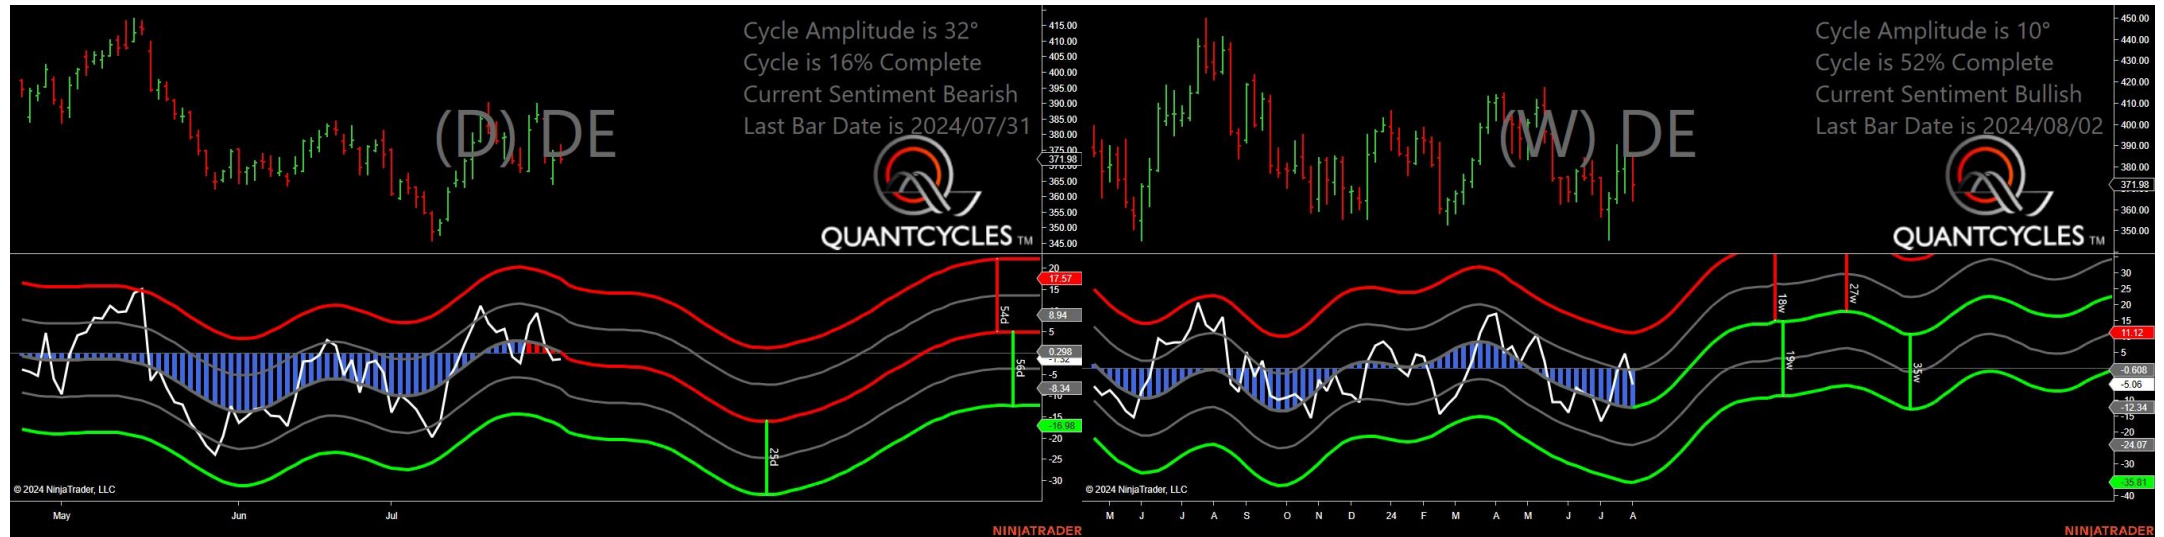 Cycle Amplitude is 32°
Cycle is 16% Complete
Current Sentiment Bearish
Last Bar Date is 2024/07/31
(D) DE
QUANTCYCLES TM
415.00
410.00
405.00
400.00
395.00
390.00
385.00
380.00
375.00
371.98
365.00
360.00
355.00
350.00
345.00
20
17.57
15
8.94
5
0.298
-5
-8.34
-10
-15
-16.98
-20
-25
-30
54d
56d
25d
© 2024 NinjaTrader, LLC
May
Jun
Jul
NINJATRADER
Cycle Amplitude is 10°
Cycle is 52% Complete
Current Sentiment Bullish
Last Bar Date is 2024/08/02
(W) DE
QUANTCYCLES TM
450.00
440.00
430.00
420.00
410.00
400.00
390.00
380.00
371.98
360.00
350.00
30
25
20
15
11.12
5
-0.608
-5.06
-10
-12.34
-15
-20
-24.07
-30
-35.81
-40
18w
27w
19w
35w
© 2024 NinjaTrader, LLC
M
J
J
A
S
O
N
D
24
F
M
A
M
J
J
A
NINJATRADER